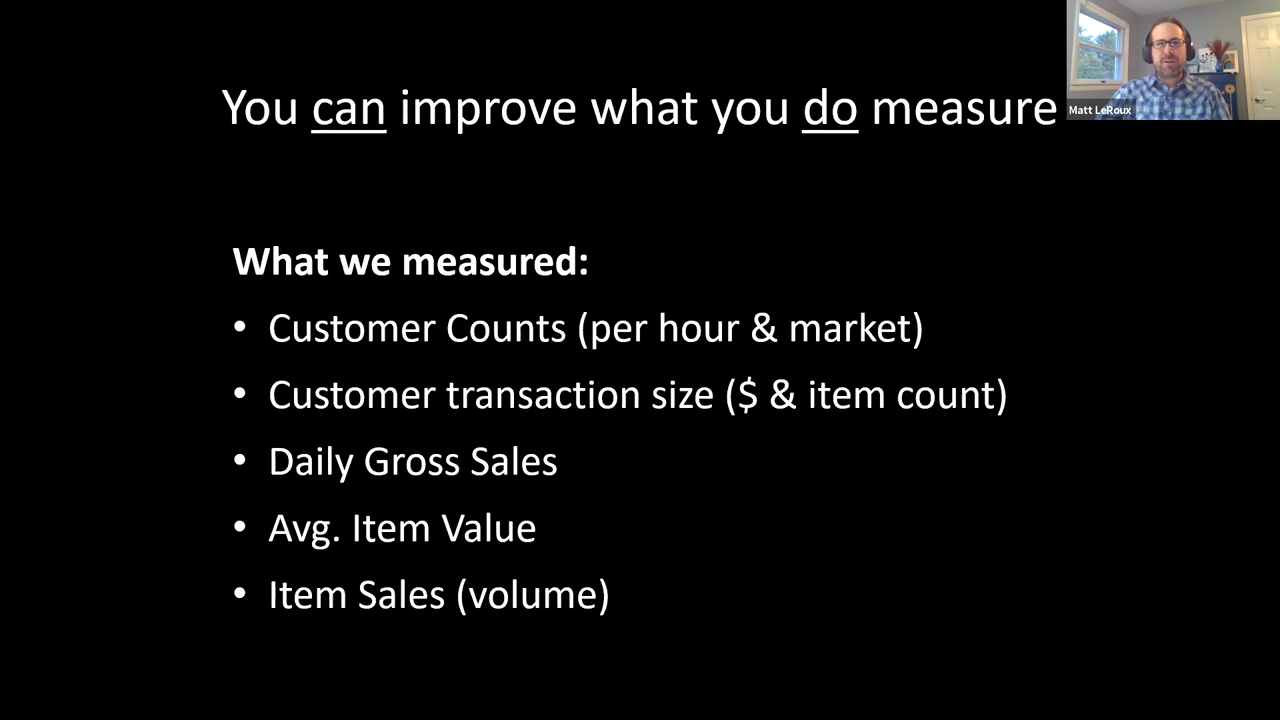 You can improve what you do measure
Matt LeRoux
What we measured:
• Customer Counts (per hour & market)
• Customer transaction size ($ & item count)
• Daily Gross Sales
• Avg. Item Value
• Item Sales (volume)